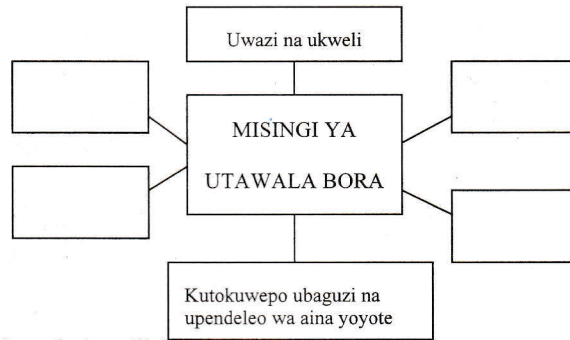 Uwazi na ukweli
MISINGI YA
UTAWALA BORA
Kutokuwepo ubaguzi na
upendeleo wa aina yoyote